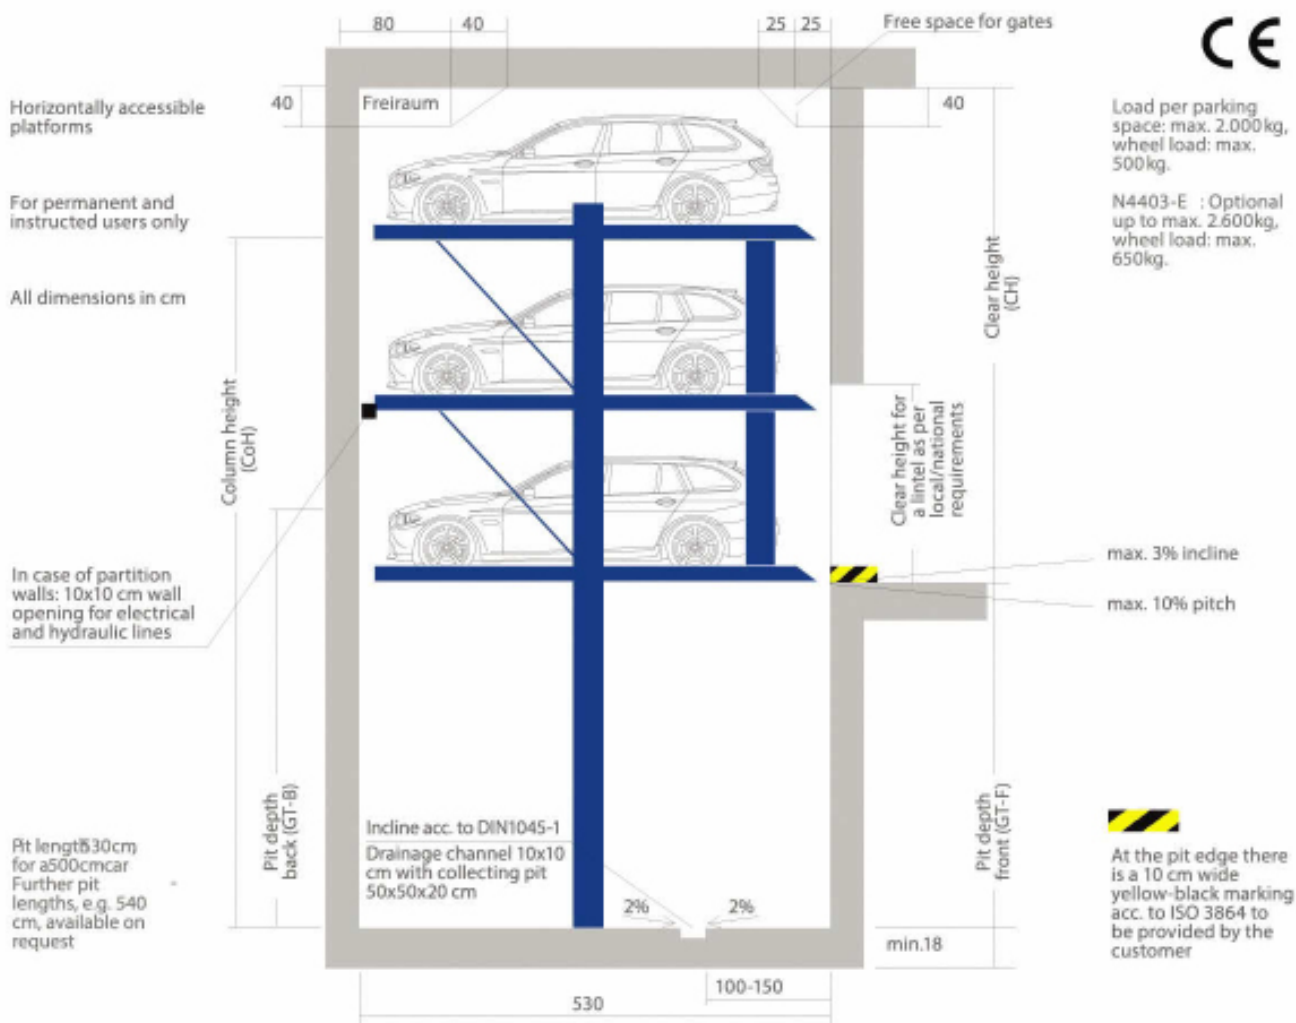 80
40
25
25
Free space for gates
CE
40
Freiraum
40
Horizontally accessible
platforms
Load per parking
space: max. 2.000kg,
wheel load: max.
500kg.
For permanent and
instructed users only
N4403-E : Optional
up to max. 2.600kg,
wheel load: max.
650kg.
All dimensions in cm
Clear height
(CH)
Column height
(CoH)
Clear height for
a lintel as per
local/national
requirements
max. 3% incline
max. 10% pitch
In case of partition
walls: 10x10 cm wall
opening for electrical
and hydraulic lines
Pit depth
back (GT-B)
Pit depth
front (GT-F)
Incline acc. to DIN1045-1
Drainage channel 10x10
cm with collecting pit
50x50x20 cm
2%
2%
Pit length 530cm
for a500cmcar
Further pit
lengths, e.g. 540
cm, available on
request
At the pit edge there
is a 10 cm wide
yellow-black marking
acc. to ISO 3864 to
be provided by the
customer
min.18
100-150
530